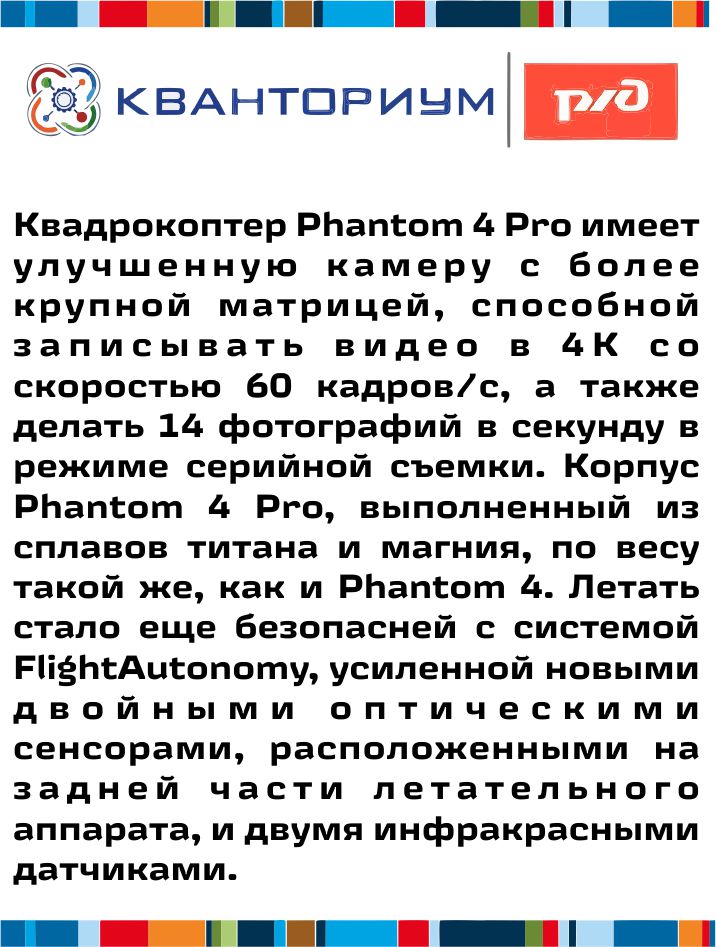 КВАНТОРИУМ
ржд
Квадрокоптер Phantom 4 Pro имеет
улучшенную камеру с более
крупной матрицей, способной
записывать видео в 4К со
скоростью 60 кадров/с, а также
делать 14 фотографий в секунду в
режиме серийной съемки. Корпус
Phantom 4 Pro, выполненный из
сплавов титана и магния, по весу
такой же, как и Phantom 4. Летать
стало еще безопасней с системой
FlightAutonomy, усиленной новыми
двойными оптическими
сенсорами, расположенными на
задней части летательного
аппарата, и двумя инфракрасными
датчиками.